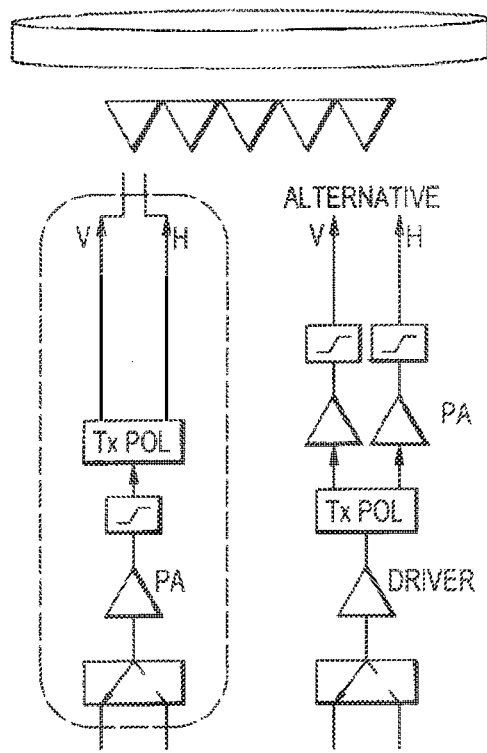 ALTERNATIVE
V H
V H
PA
Tx POL
Tx POL
PA
DRIVER